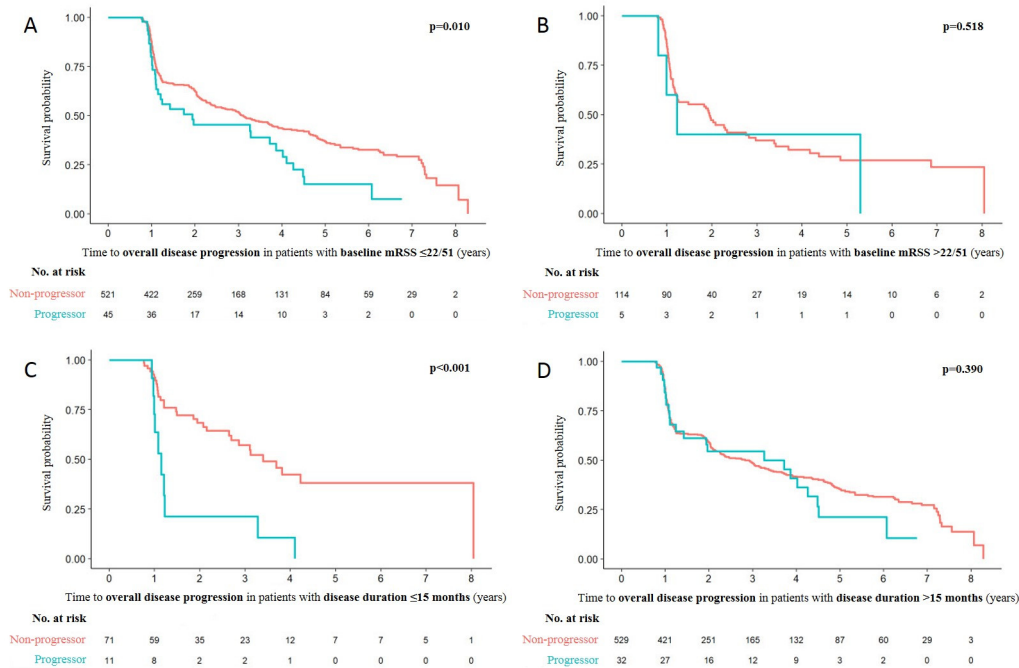 A
p=0.010
Survival probability
1.00
0.75
0.50
0.25
0.00
0 1 2 3 4 5 6 7 8
Time to overall disease progression in patients with baseline mRSS ≤22/51 (years)
No. at risk
Non-progressor 521 422 259 168 131 84 59 29 2
Progressor 45 36 17 14 10 3 2 0 0
B
p=0.518
Survival probability
1.00
0.75
0.50
0.25
0.00
0 1 2 3 4 5 6 7 8
Time to overall disease progression in patients with baseline mRSS >22/51 (years)
No. at risk
Non-progressor 114 90 40 27 19 14 10 6 2
Progressor 5 3 2 1 1 1 0 0 0
C
p<0.001
Survival probability
1.00
0.75
0.50
0.25
0.00
0 1 2 3 4 5 6 7 8
Time to overall disease progression in patients with disease duration ≤15 months (years)
No. at risk
Non-progressor 71 59 35 23 12 7 7 5 1
Progressor 11 8 2 2 1 0 0 0 0
D
p=0.390
Survival probability
1.00
0.75
0.50
0.25
0.00
0 1 2 3 4 5 6 7 8
Time to overall disease progression in patients with disease duration >15 months (years)
No. at risk
Non-progressor 529 421 251 165 132 87 60 29 3
Progressor 32 27 16 12 9 3 2 0 0